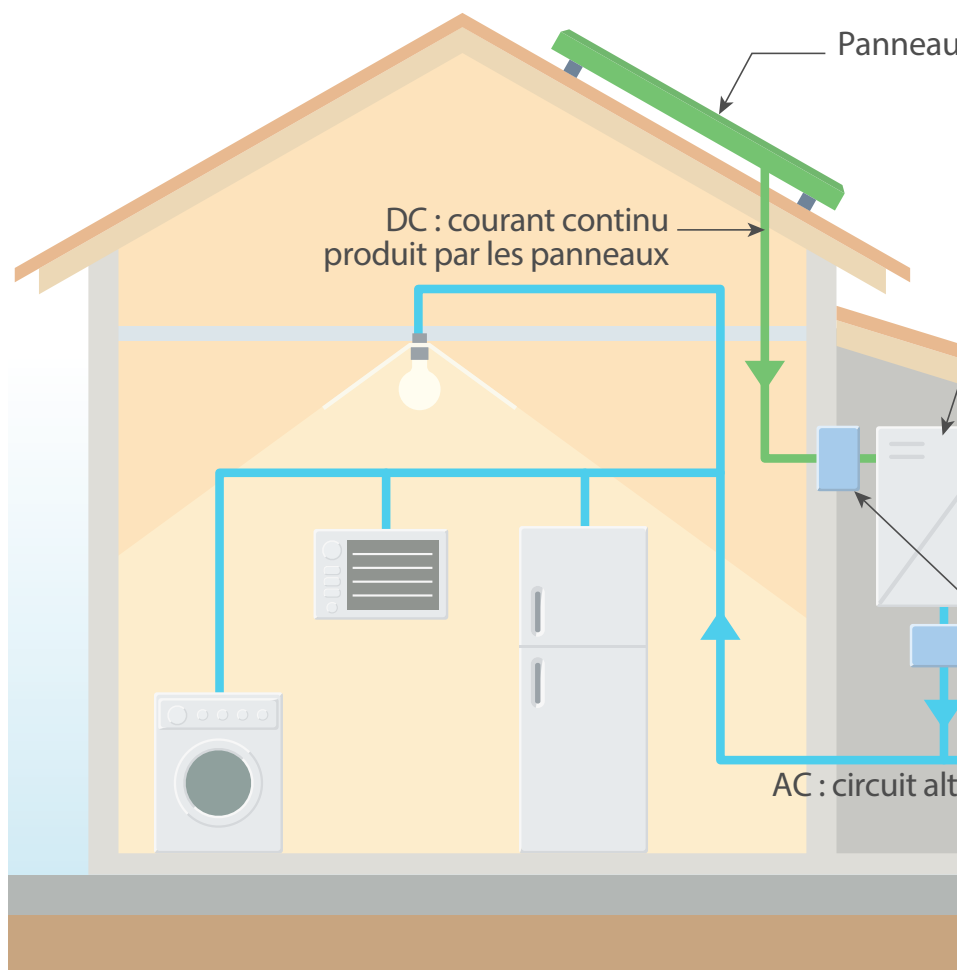 Panneau
DC : courant continu
produit par les panneaux
AC : circuit alt